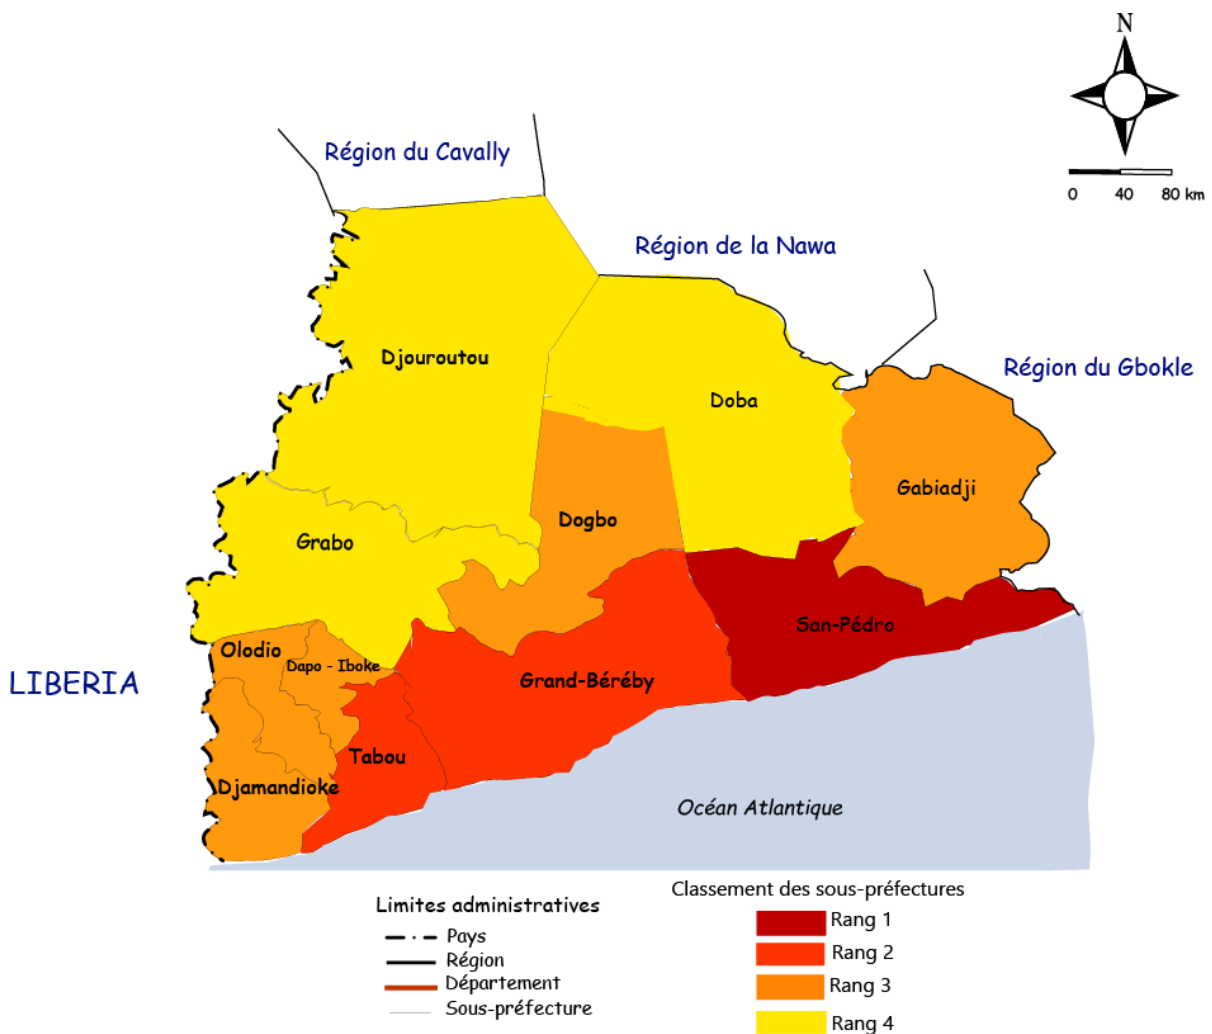 N
0 40 80 km
Région du Cavally
Région de la Nawa
Région du Gbokle
Djouroutou
Doba
Gabiadji
Dogbo
Grabo
San-Pédro
Olodio
Dapo - Iboke
Grand-Béréby
LIBERIA
Tabou
Djamandioke
Océan Atlantique
Limites administratives
Pays
Région
Département
Sous-préfecture
Classement des sous-préfectures
Rang 1
Rang 2
Rang 3
Rang 4